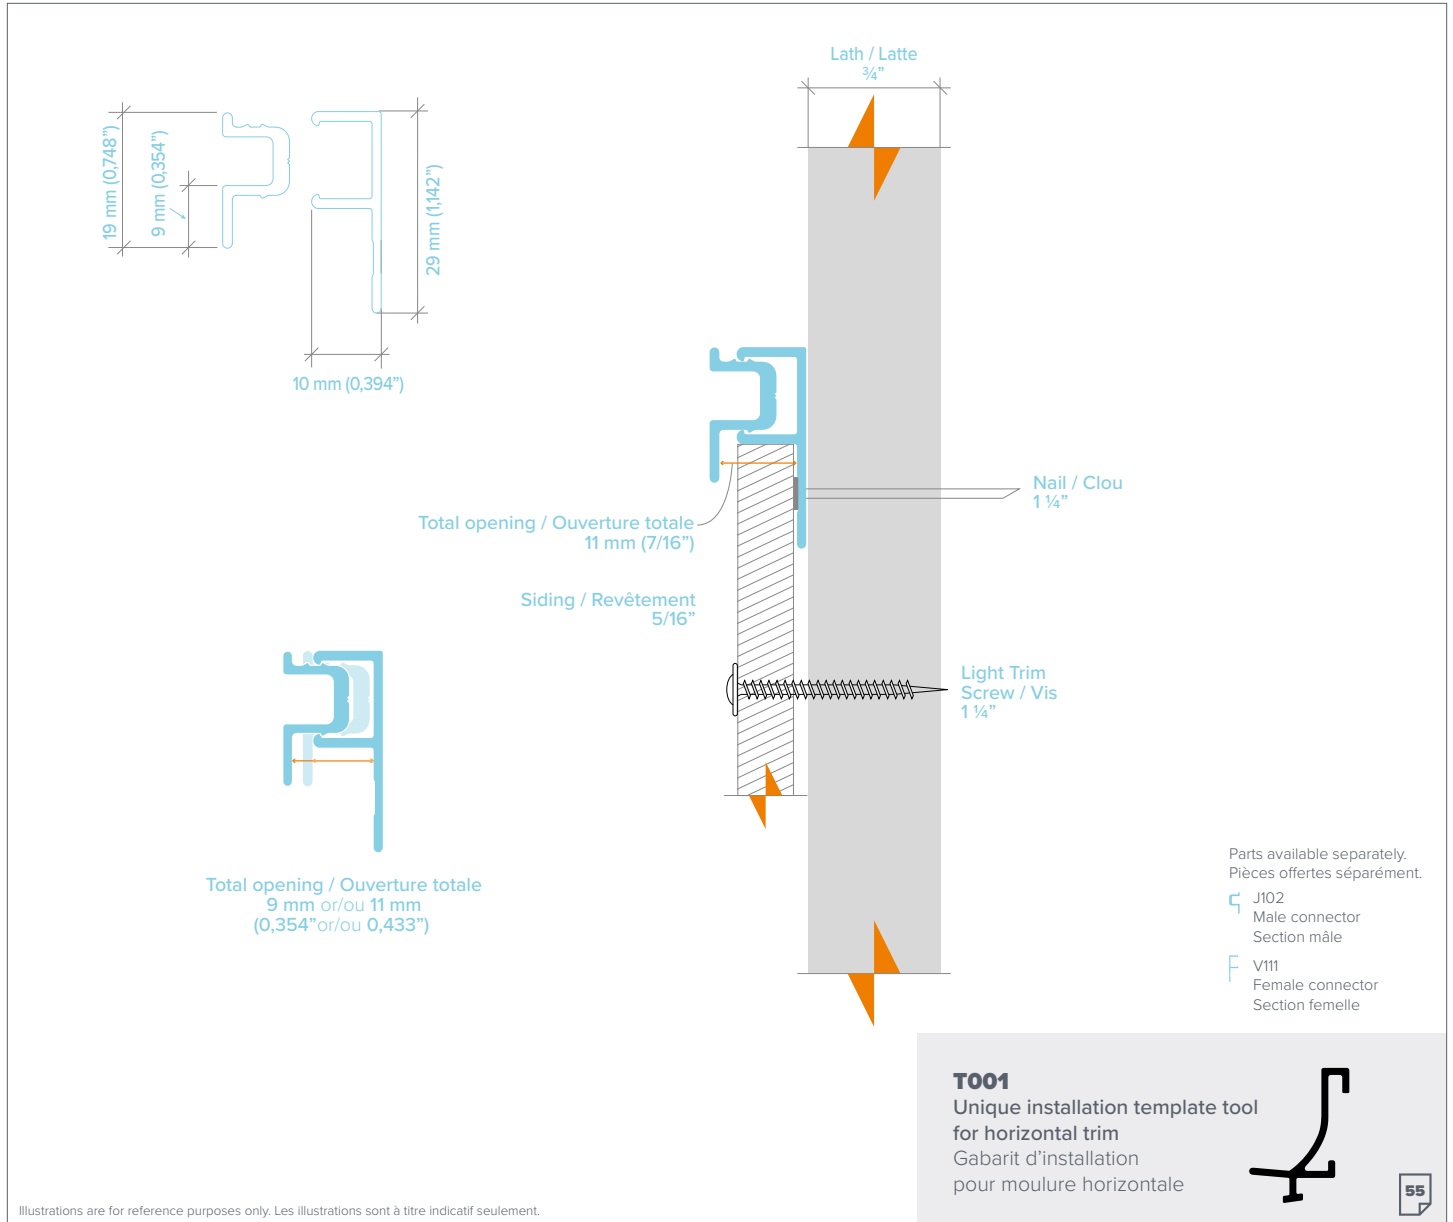 Lath / Latte
¾”
19 mm (0,748”)
9 mm (0,354”)
29 mm (1,142”)
10 mm (0,394”)
Nail / Clou
1 ¼”
Total opening / Ouverture totale
11 mm (7/16”)
Siding / Revêtement
5/16”
Light Trim
Screw / Vis
1 ¼”
Total opening / Ouverture totale
9 mm or/ou 11 mm
(0,354”or/ou 0,433”)
Parts available separately.
Pièces offertes séparément.
J102
Male connector
Section mâle
V111
Female connector
Section femelle
T001
Unique installation template tool
for horizontal trim
Gabarit d’installation
pour moulure horizontale
55
Illustrations are for reference purposes only. Les illustrations sont à titre indicatif seulement.